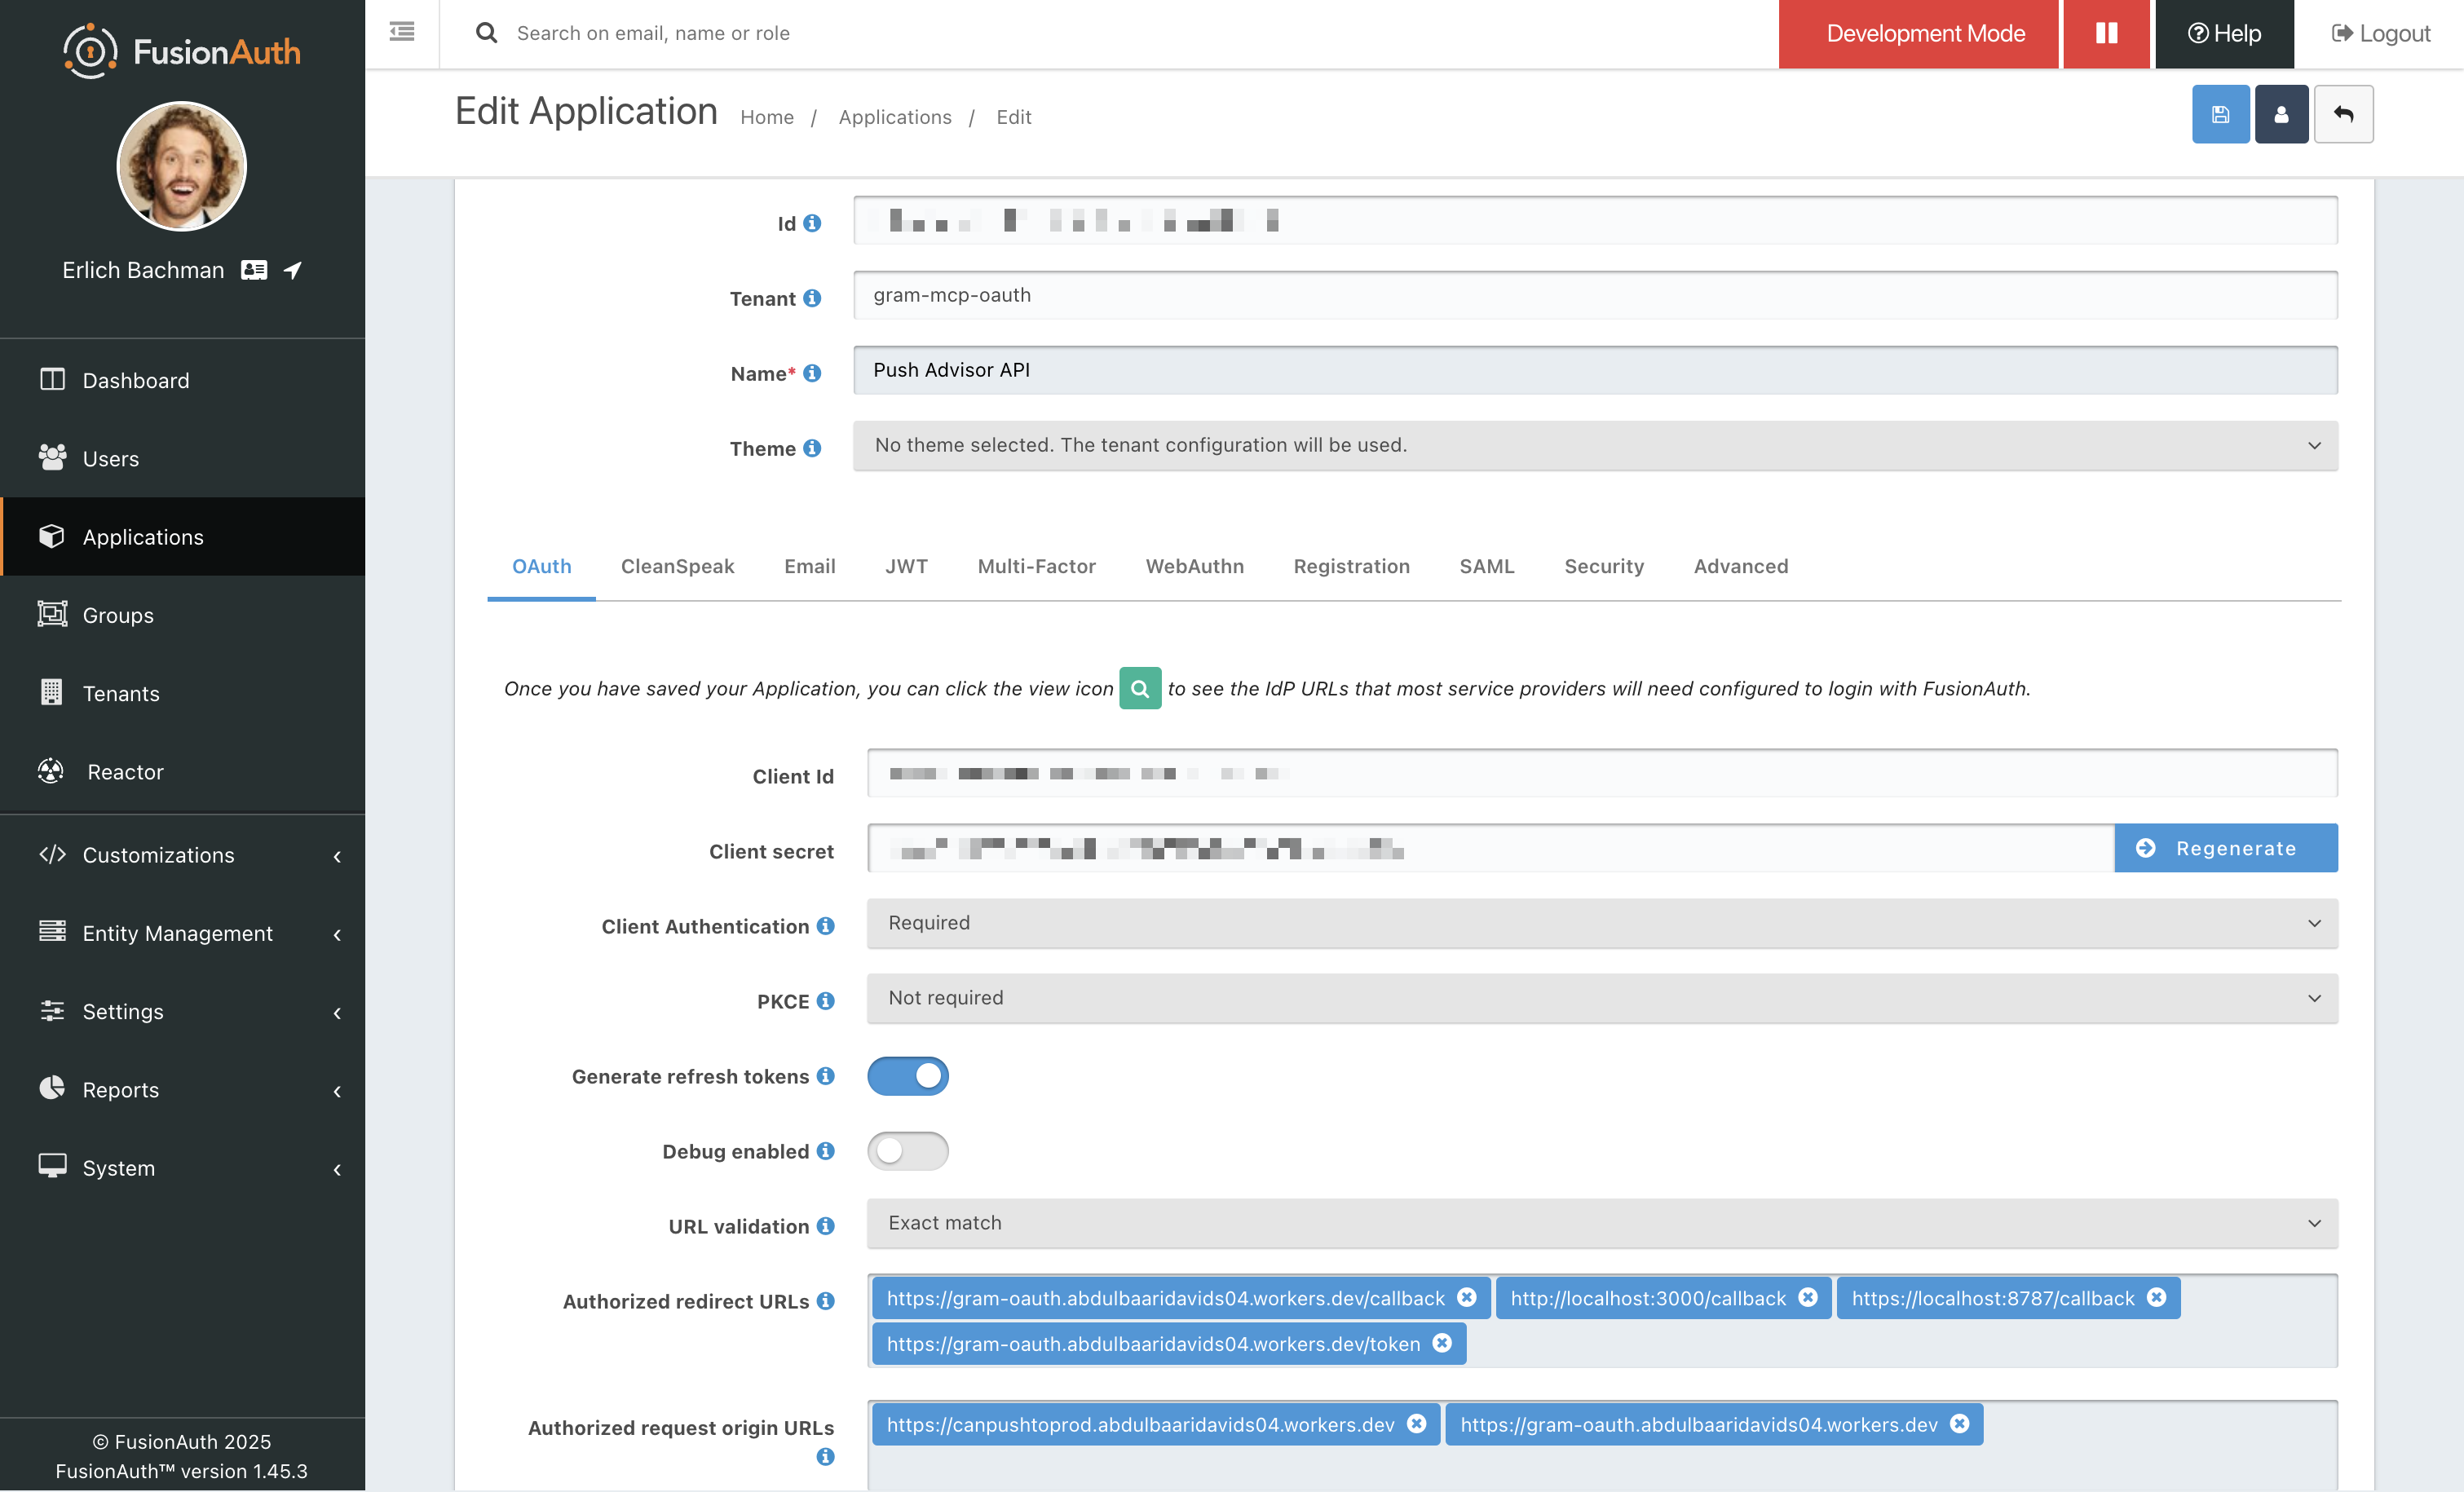 FusionAuth
Search on email, name or role
Development Mode
Help
Logout
Erlich Bachman
Dashboard
Users
Applications
Groups
Tenants
Reactor
Customizations
Entity Management
Settings
Reports
System
© FusionAuth 2025
FusionAuth™ version 1.45.3
Edit Application Home / Applications / Edit
Id
Tenant gram-mcp-oauth
Name* Push Advisor API
Theme No theme selected. The tenant configuration will be used.
OAuth CleanSpeak Email JWT Multi-Factor WebAuthn Registration SAML Security Advanced
Once you have saved your Application, you can click the view icon to see the IdP URLs that most service providers will need configured to login with FusionAuth.
Client Id
Client secret Regenerate
Client Authentication Required
PKCE Not required
Generate refresh tokens
Debug enabled
URL validation Exact match
Authorized redirect URLs https://gram-oauth.abdulbaaridavids04.workers.dev/callback http://localhost:3000/callback https://localhost:8787/callback
https://gram-oauth.abdulbaaridavids04.workers.dev/token
Authorized request origin URLs https://canpushtoprod.abdulbaaridavids04.workers.dev https://gram-oauth.abdulbaaridavids04.workers.dev